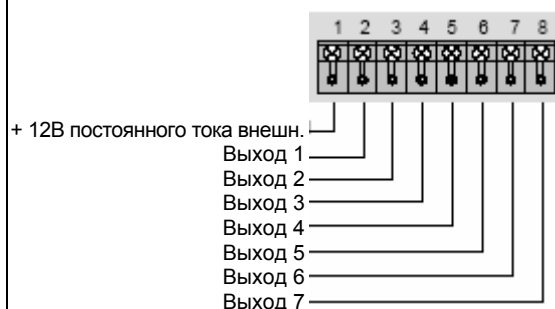 1 2 3 4 5 6 7 8
+ 12В постоянного тока внешн.
Выход 1
Выход 2
Выход 3
Выход 4
Выход 5
Выход 6
Выход 7